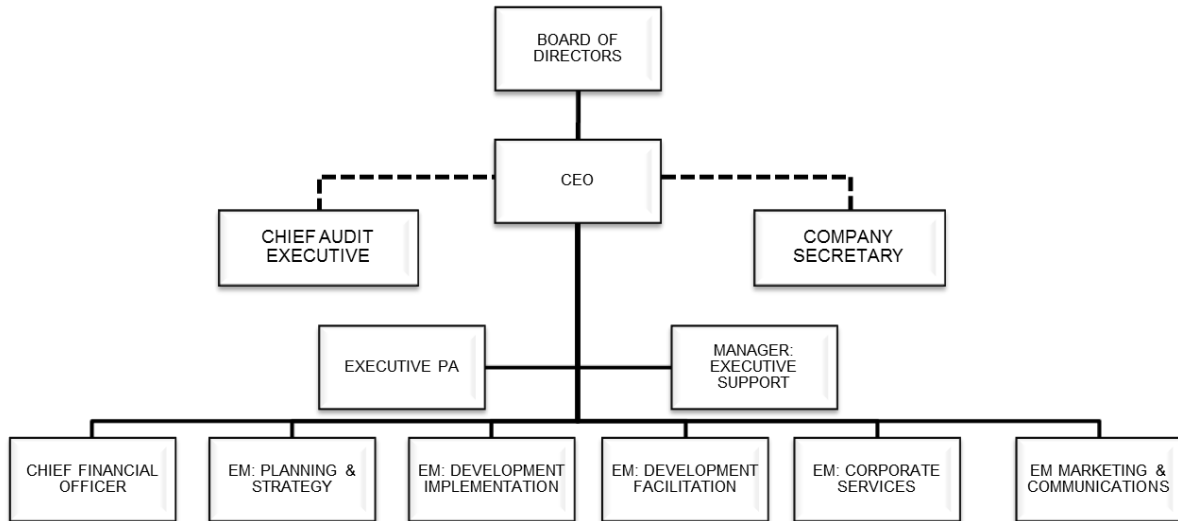 BOARD OF
DIRECTORS
CEO
CHIEF AUDIT
EXECUTIVE
COMPANY
SECRETARY
EXECUTIVE PA
MANAGER:
EXECUTIVE
SUPPORT
CHIEF FINANCIAL
OFFICER
EM: PLANNING &
STRATEGY
EM: DEVELOPMENT
IMPLEMENTATION
EM: DEVELOPMENT
FACILITATION
EM: CORPORATE
SERVICES
EM MARKETING &
COMMUNICATIONS